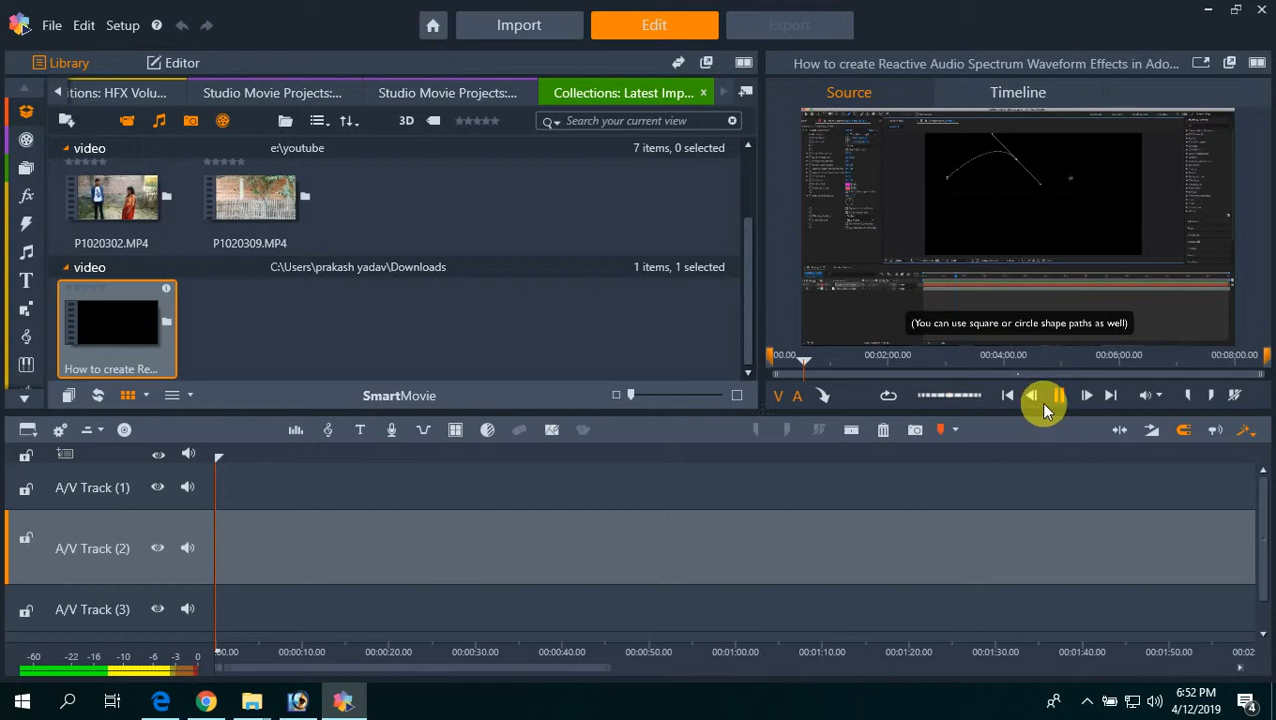 File Edit Setup
Import Edit Export
Library Editor
How to create Reactive Audio Spectrum Waveform Effects in Ado...
tions: HFX Volu... Studio Movie Projects:... Studio Movie Projects:... Collections: Latest Imp... x
Source Timeline
3D Search your current view
video e\youtube 7 items, 0 selected
P1020302.MP4 P1020309.MP4
video Downloads 1 items, 1 selected
How to create Re...
(You can use square or circle shape paths as well)
00.00 00:02:00.00 00:04:00.00 00:06:00.00 00:08:00.0
SmartMovie
V A
A/V Track (1)
A/V Track (2)
A/V Track (3)
:00.00 00:00:10.00 00:00:20.00 00:00:30.00 00:00:40.00 00:00:50.00 00:01:00.00 00:01:10.00 00:01:20.00 00:01:30.00 00:01:40.00 00:01:50.00 00:02
-60 -22 -16 -10 -6 -3 0
6:52 PM
4/12/2019
4